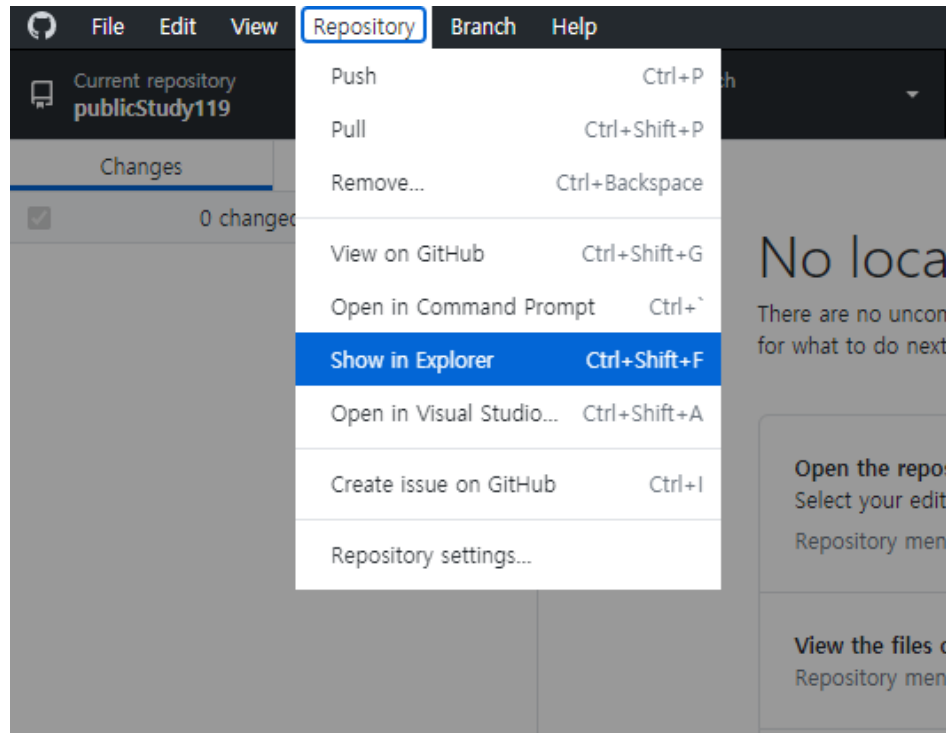 File Edit View Repository Branch Help
Current repository
publicStudy119
Changes
0 changed
Push Ctrl+P
Pull Ctrl+Shift+P
Remove... Ctrl+Backspace
View on GitHub Ctrl+Shift+G
Open in Command Prompt Ctrl+`
Show in Explorer Ctrl+Shift+F
Open in Visual Studio... Ctrl+Shift+A
Create issue on GitHub Ctrl+I
Repository settings...
No loca
There are no uncom
for what to do next
Open the repos
Select your edit
Repository men
View the files
Repository men